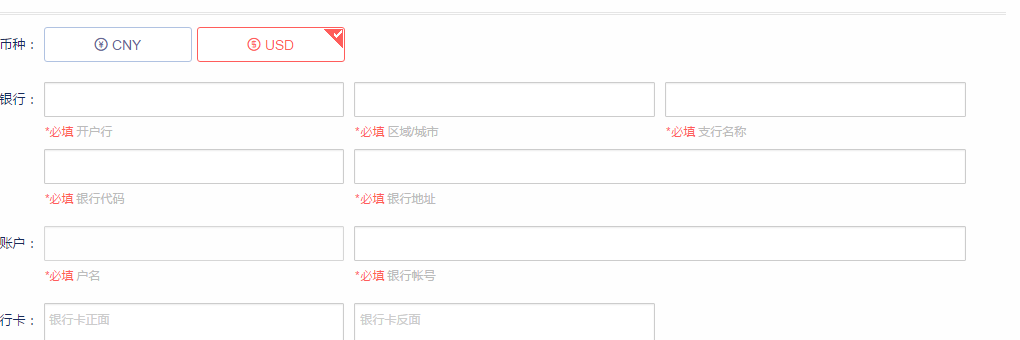 币种： CNY USD
银行：
*必填 开户行 *必填 区域/城市 *必填 支行名称
*必填 银行代码 *必填 银行地址
账户：
*必填 户名 *必填 银行帐号
行卡： 银行卡正面 银行卡反面